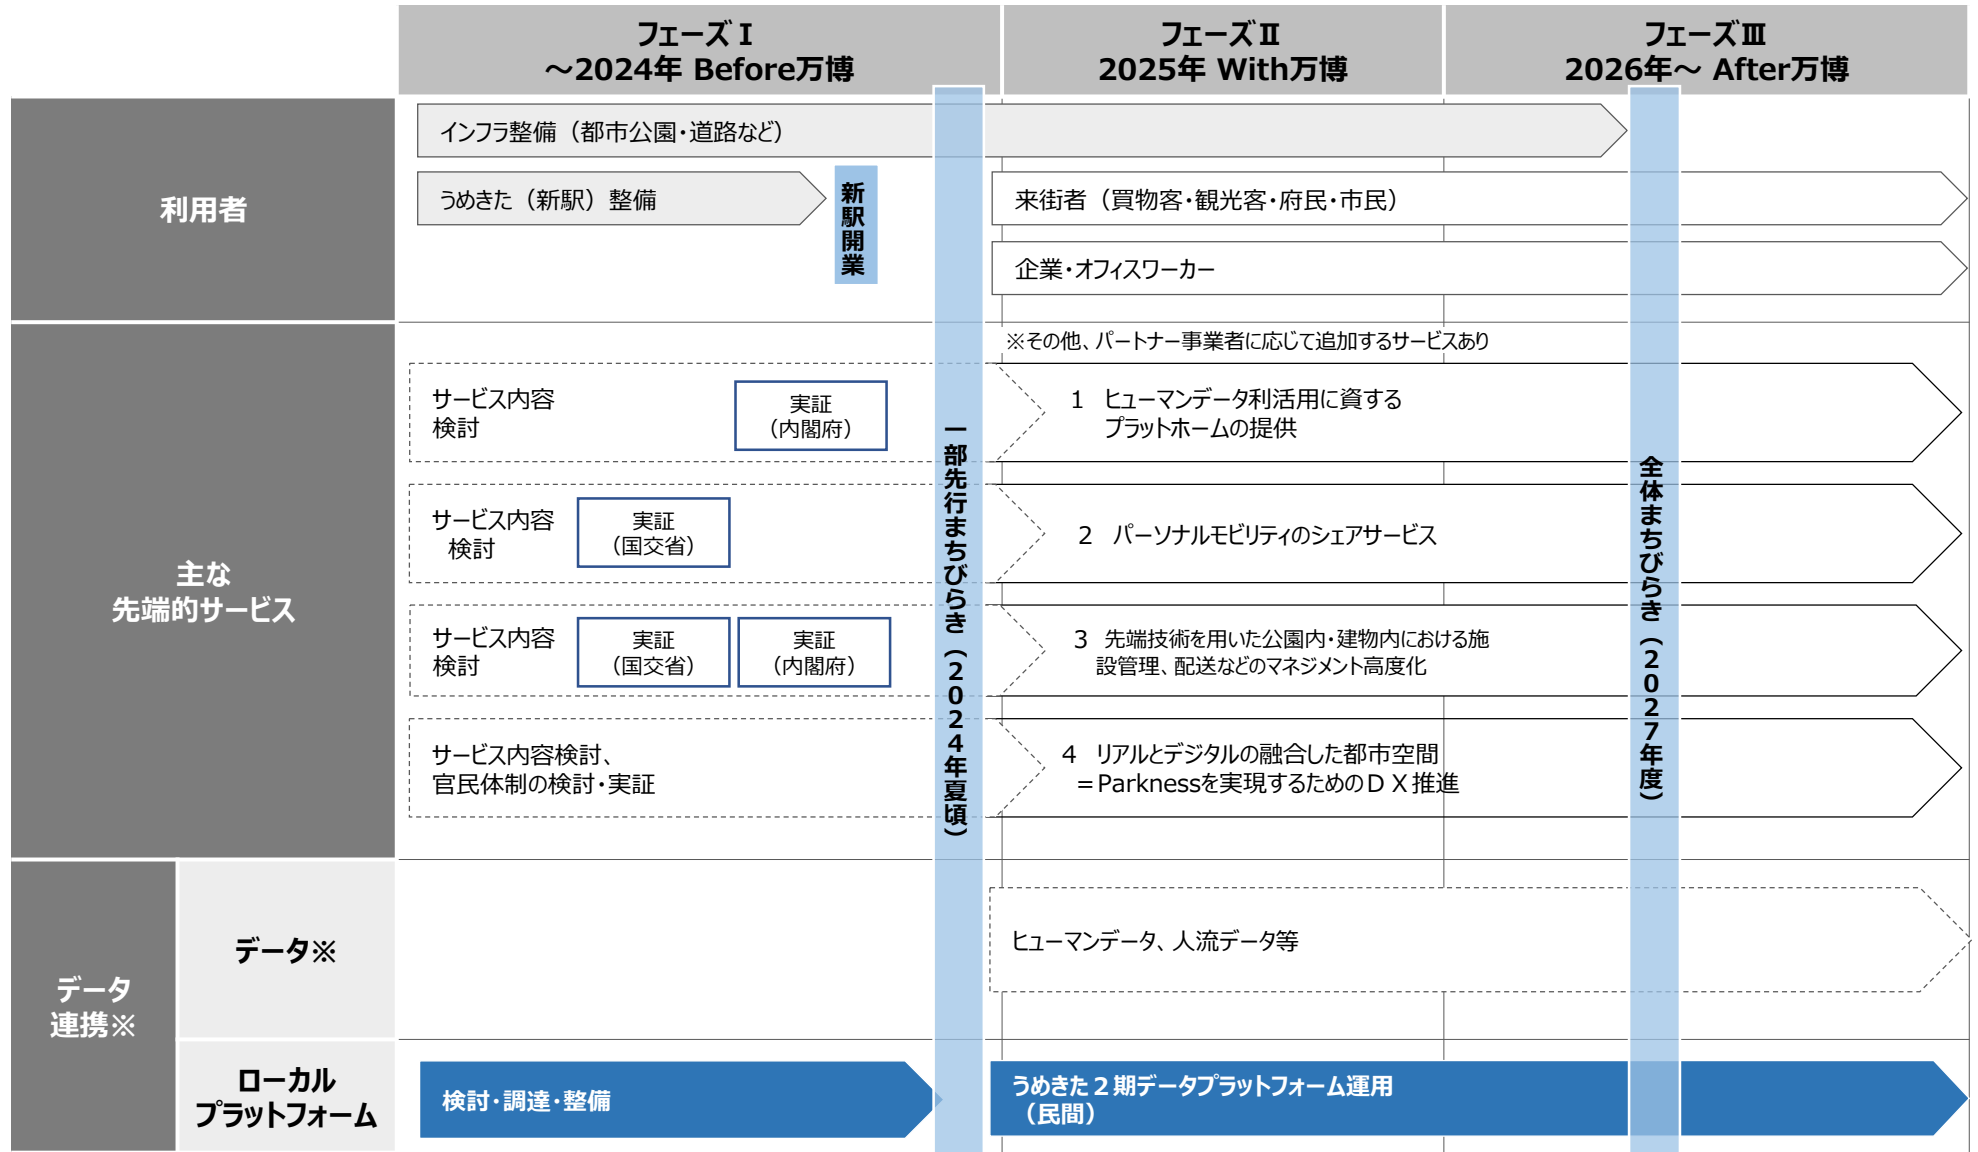 フェーズⅠ
～2024年 Before万博
フェーズⅡ
2025年 With万博
フェーズⅢ
2026年～ After万博
利用者
インフラ整備（都市公園・道路など）
うめきた（新駅）整備
新駅開業
来街者（買物客・観光客・府民・市民）
企業・オフィスワーカー
一部先行まちびらき（2024年夏頃）
全体まちびらき（2027年度）
主な
先端的サービス
※その他、パートナー事業者に応じて追加するサービスあり
サービス内容
検討
実証
（内閣府）
1 ヒューマンデータ利活用に資する
プラットホームの提供
サービス内容
検討
実証
（国交省）
2 パーソナルモビリティのシェアサービス
サービス内容
検討
実証
（国交省）
実証
（内閣府）
3 先端技術を用いた公園内・建物内における施
設管理、配送などのマネジメント高度化
サービス内容検討、
官民体制の検討・実証
4 リアルとデジタルの融合した都市空間
＝Parknessを実現するためのＤＸ推進
データ
連携※
データ※
ヒューマンデータ、人流データ等
ローカル
プラットフォーム
検討・調達・整備
うめきた２期データプラットフォーム運用
（民間）